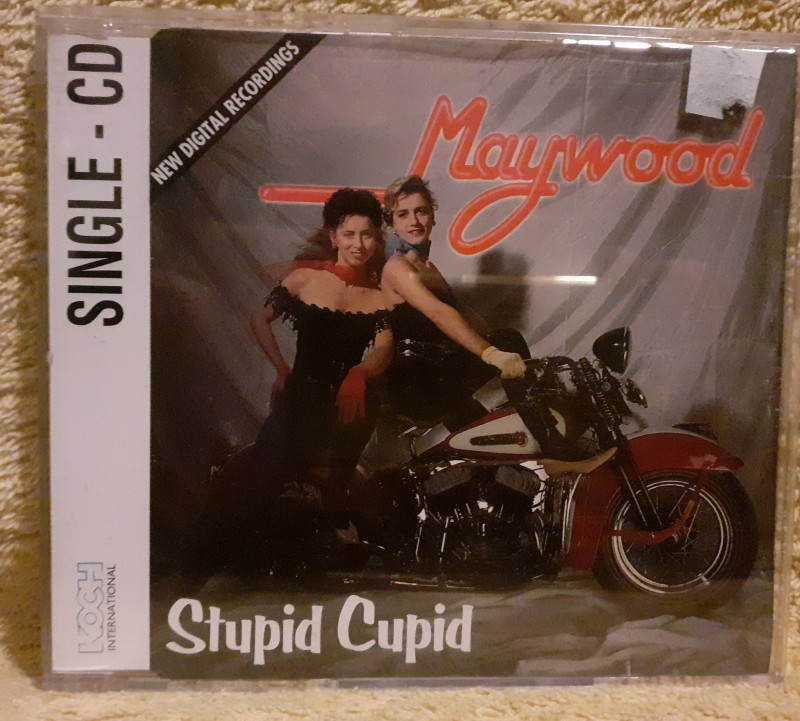 SINGLE - CD
NEW DIGITAL RECORDINGS
Maywood
Stupid Cupid
KOCH
INTERNATIONAL